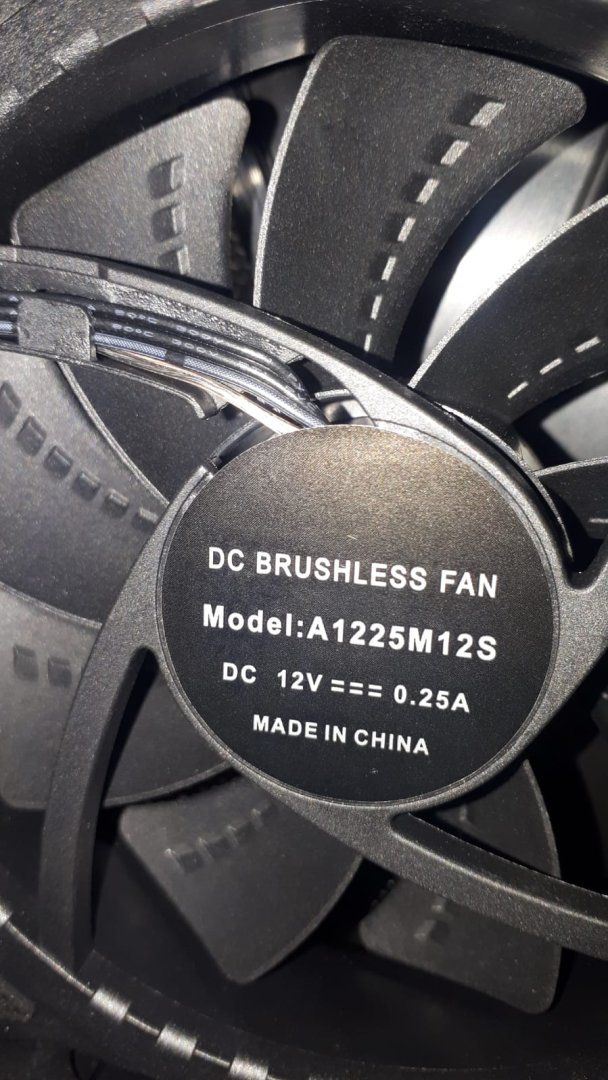 DC BRUSHLESS FAN
Model:A1225M12S
DC 12V === 0.25A
MADE IN CHINA